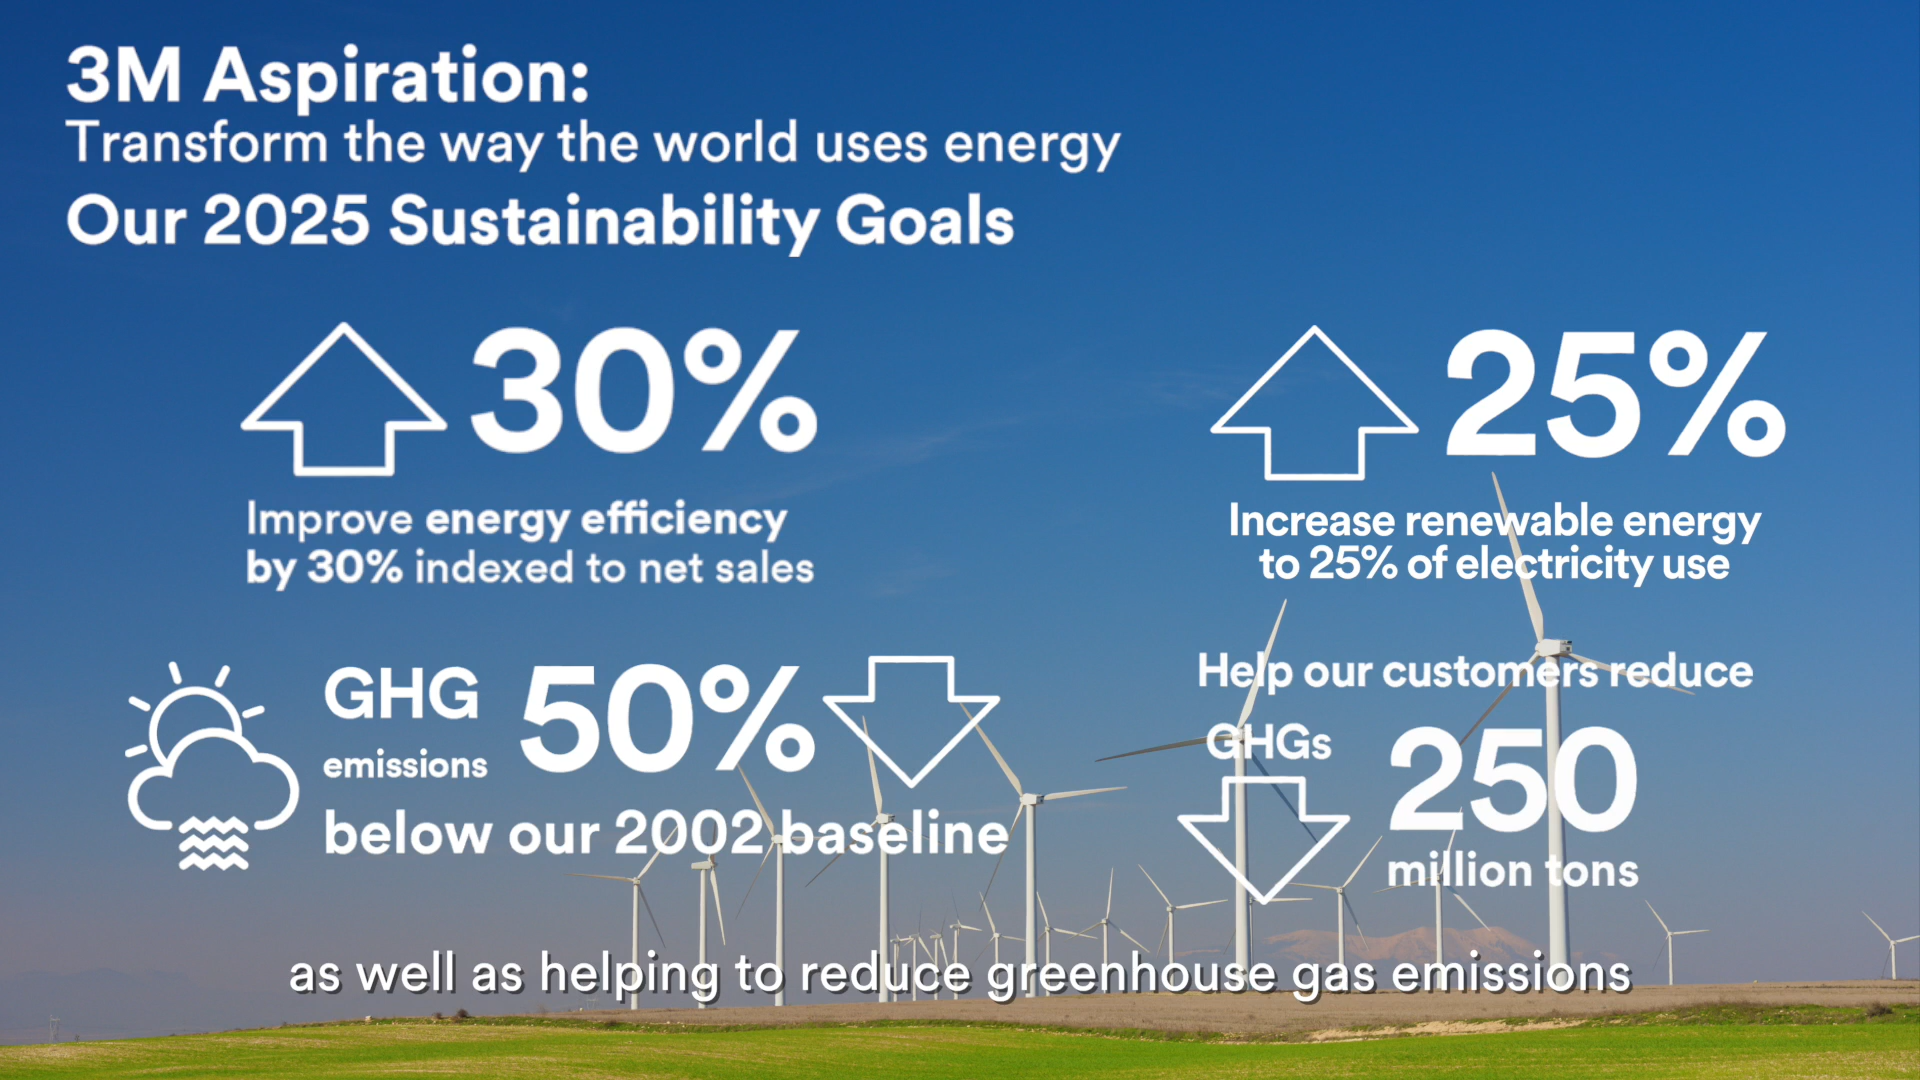 3M Aspiration:
Transform the way the world uses energy
Our 2025 Sustainability Goals
30%
Improve energy efficiency
by 30% indexed to net sales
25%
Increase renewable energy
to 25% of electricity use
GHG
emissions
50%
below our 2002 baseline
Help our customers reduce
GHGs
250
million tons
as well as helping to reduce greenhouse gas emissions